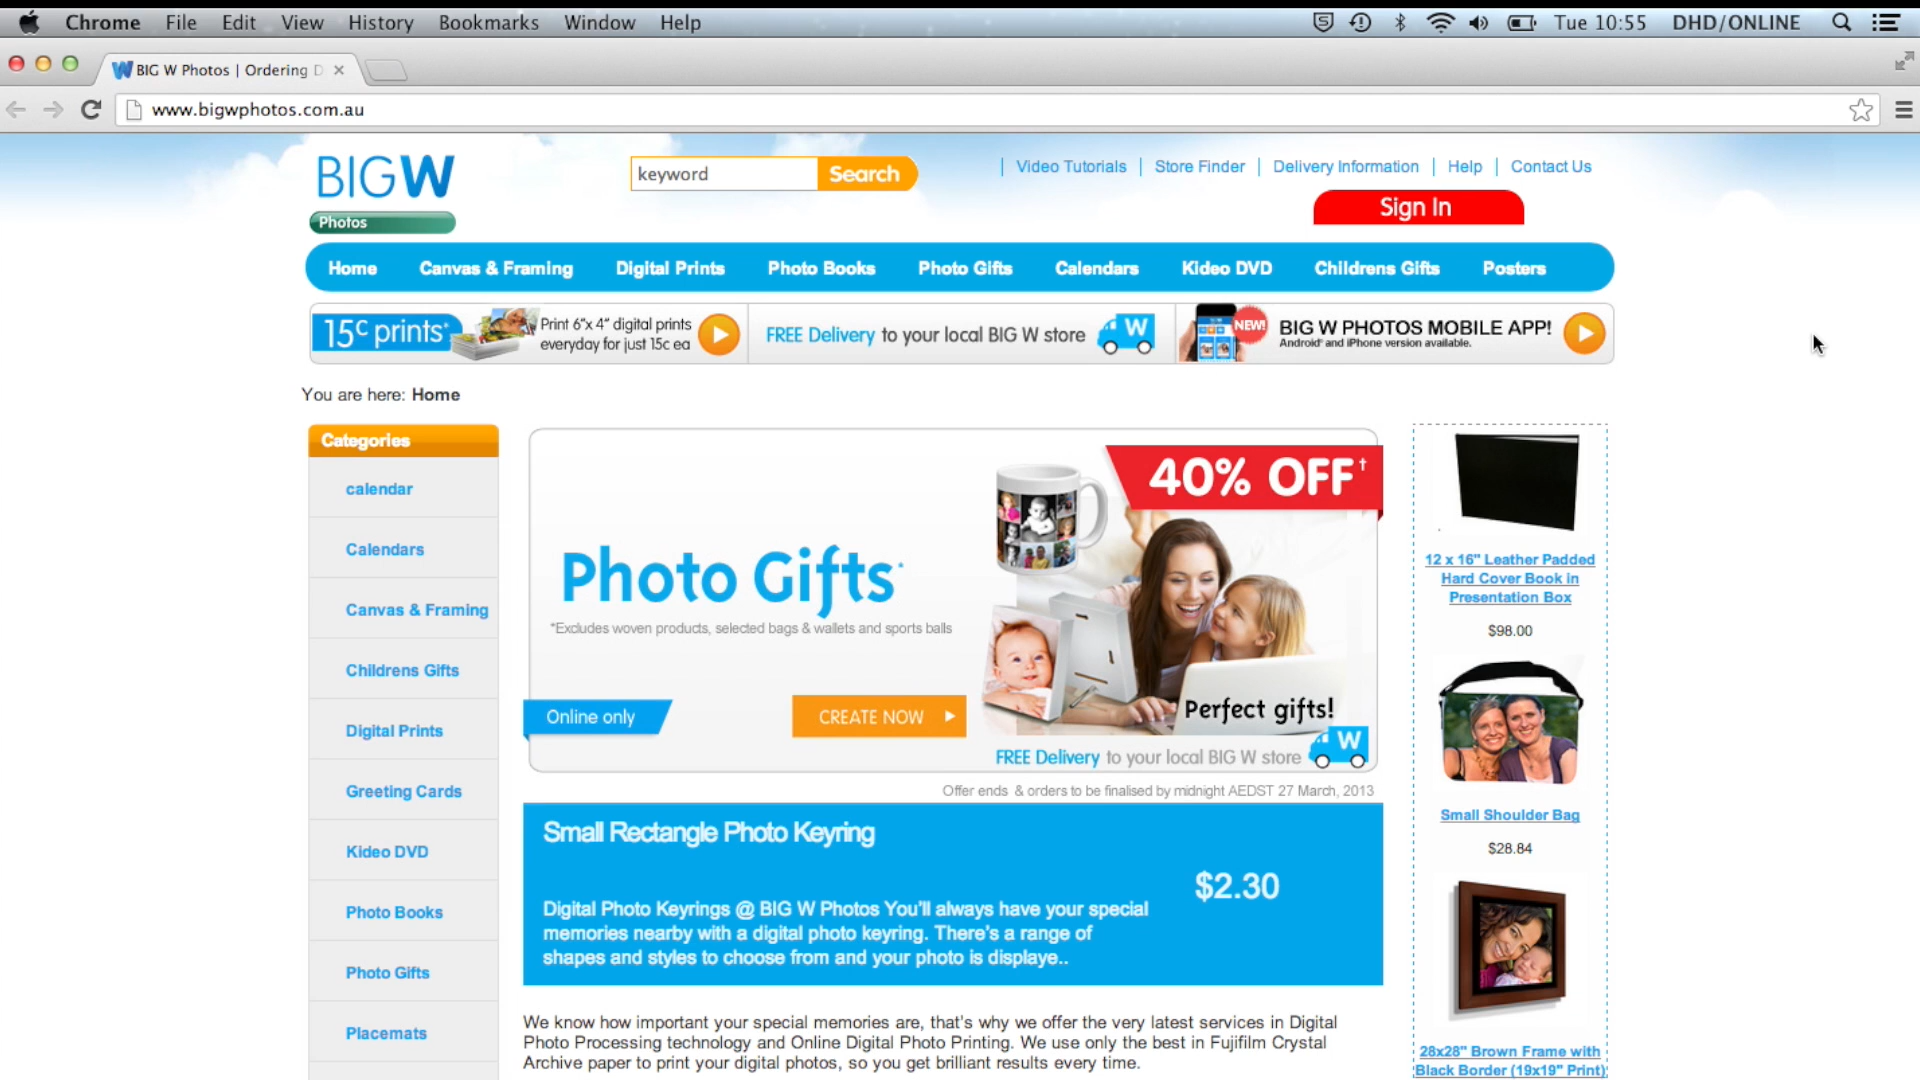 Chrome File Edit View History Bookmarks Window Help Tue 10:55 DHD/ONLINE
BIG W Photos | Ordering D
www.bigwphotos.com.au
BIGW
Photos
keyword Search
Video Tutorials | Store Finder | Delivery Information | Help | Contact Us
Sign In
Home Canvas & Framing Digital Prints Photo Books Photo Gifts Calendars Kideo DVD Childrens Gifts Posters
15c prints*
Print 6"x 4" digital prints
everyday for just 15c ea
FREE Delivery to your local BIG W store
W
NEW!
BIG W PHOTOS MOBILE APP!
Android* and iPhone version available.
You are here: Home
Categories
calendar
Calendars
Canvas & Framing
Childrens Gifts
Digital Prints
Greeting Cards
Kideo DVD
Photo Books
Photo Gifts
Placemats
40% OFF†
Photo Gifts*
*Excludes woven products, selected bags & wallets and sports balls
Online only
CREATE NOW
Perfect gifts!
FREE Delivery to your local BIG W store
W
Offer ends & orders to be finalised by midnight AEDST 27 March, 2013
Small Rectangle Photo Keyring
$2.30
Digital Photo Keyrings @ BIG W Photos You'll always have your special
memories nearby with a digital photo keyring. There's a range of
shapes and styles to choose from and your photo is displaye..
We know how important your special memories are, that's why we offer the very latest services in Digital
Photo Processing technology and Online Digital Photo Printing. We use only the best in Fujifilm Crystal
Archive paper to print your digital photos, so you get brilliant results every time.
12 x 16" Leather Padded
Hard Cover Book in
Presentation Box
$98.00
Small Shoulder Bag
$28.84
28x28" Brown Frame with
Black Border (19x19" Print)